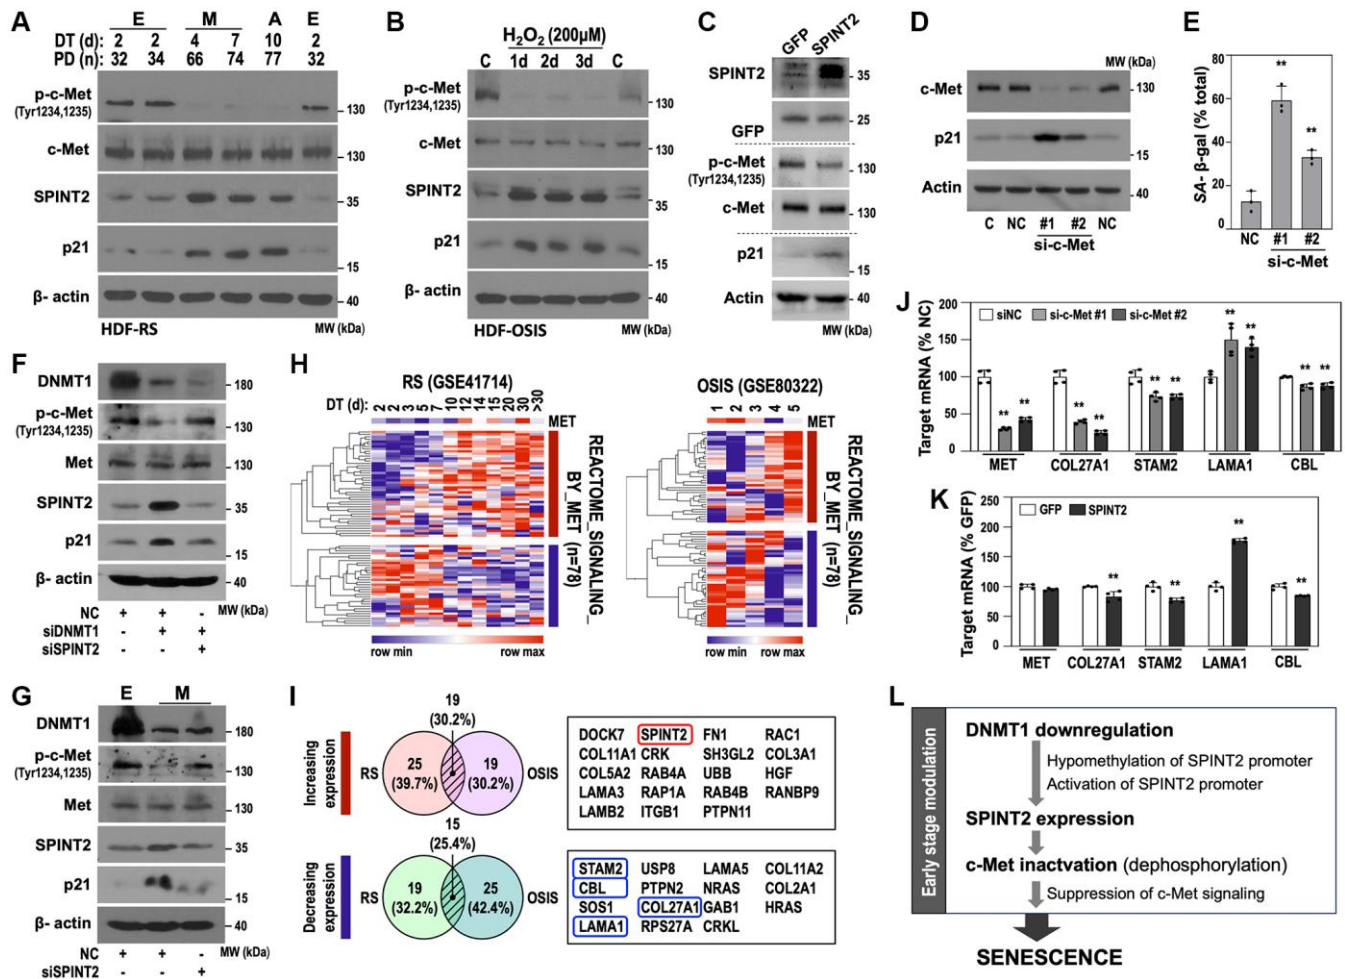 A
E M A E
DT (d): 2 2 4 7 10 2
PD (n): 32 34 66 74 77 32
p-c-Met
(Tyr1234,1235)
130
c-Met
130
SPINT2
35
p21
15
β- actin
40
HDF-RS
MW (kDa)
B
H₂O₂ (200μM)
C 1d 2d 3d C
p-c-Met
(Tyr1234,1235)
130
c-Met
130
SPINT2
35
p21
15
β- actin
40
HDF-OSIS
MW (kDa)
C
GFP SPINT2
SPINT2
35
GFP
25
p-c-Met
(Tyr1234,1235)
130
c-Met
130
p21
15
Actin
40
MW (kDa)
D
MW (kDa)
c-Met
130
p21
15
Actin
40
C NC #1 #2 NC
si-c-Met
E
SA- β-gal (% total)
80
60
40
20
0
** **
NC #1 #2
si-c-Met
F
DNMT1
180
p-c-Met
(Tyr1234,1235)
130
Met
130
SPINT2
35
p21
15
β- actin
40
NC + + -
MW (kDa)
siDNMT1 - + +
siSPINT2 - - +
G
E M
DNMT1
180
p-c-Met
(Tyr1234,1235)
130
Met
130
SPINT2
35
p21
15
β- actin
40
NC + + -
MW (kDa)
siSPINT2 - - +
H
RS (GSE41714)
DT (d): 2 2 3 5 7 10 12 14 15 20 30 >30
MET
REACTOME_SIGNALING_
BY_MET (n=78)
row min row max
OSIS (GSE80322)
1 2 3 4 5
MET
REACTOME_SIGNALING_
BY_MET (n=78)
row min row max
I
Increasing
expression
19
(30.2%)
RS
25
(39.7%)
19
(30.2%)
OSIS
DOCK7 SPINT2 FN1 RAC1
COL11A1 CRK SH3GL2 COL3A1
COL5A2 RAB4A UBB HGF
LAMA3 RAP1A RAB4B RANBP9
LAMB2 ITGB1 PTPN11
Decreasing
expression
15
(25.4%)
RS
19
(32.2%)
25
(42.4%)
OSIS
STAM2 USP8 LAMA5 COL11A2
CBL PTPN2 NRAS COL2A1
SOS1 COL27A1 GAB1 HRAS
LAMA1 RPS27A CRKL
J
Target mRNA (% NC)
200
150
100
50
0
siNC si-c-Met #1 si-c-Met #2
** ** ** ** ** ** ** ** ** **
MET COL27A1 STAM2 LAMA1 CBL
K
Target mRNA (% GFP)
250
200
150
100
50
0
GFP SPINT2
** ** ** **
MET COL27A1 STAM2 LAMA1 CBL
L
Early stage modulation
DNMT1 downregulation
Hypomethylation of SPINT2 promoter
Activation of SPINT2 promoter
SPINT2 expression
c-Met inactvation (dephosphorylation)
Suppression of c-Met signaling
SENESCENCE